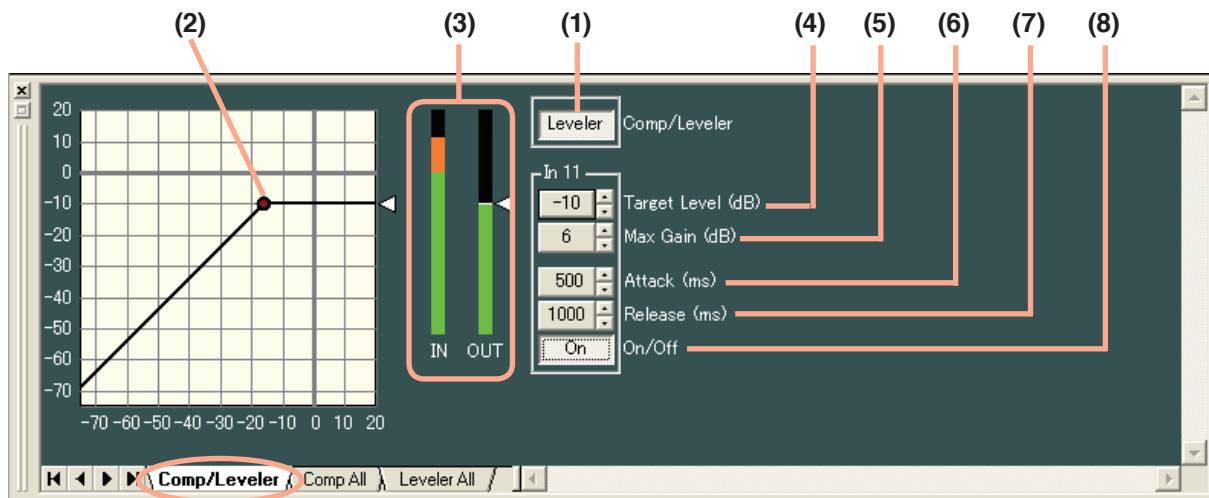 (2) (3) (1) (4) (5) (6) (7) (8)
20
10
0
-10
-20
-30
-40
-50
-60
-70
-70 -60 -50 -40 -30 -20 -10 0 10 20
IN OUT
Leveler Comp/Leveler
In 11
-10 Target Level (dB)
6 Max Gain (dB)
500 Attack (ms)
1000 Release (ms)
On On/Off
Comp/Leveler Comp All Leveler All